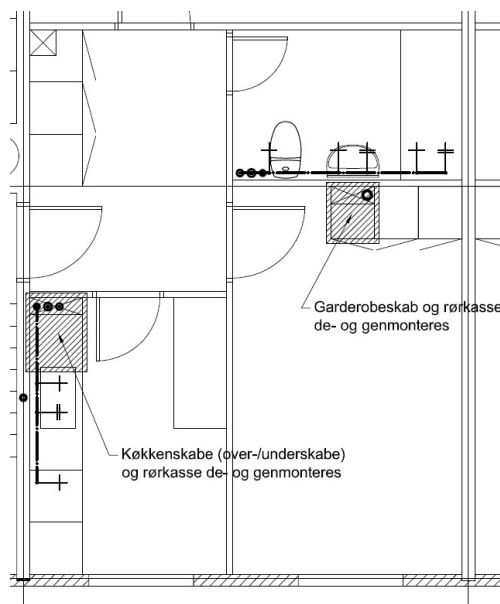 Garderobeskab og rørkasse
de- og genmonteres
Køkkenskabe (over-/underskabe)
og rørkasse de- og genmonteres